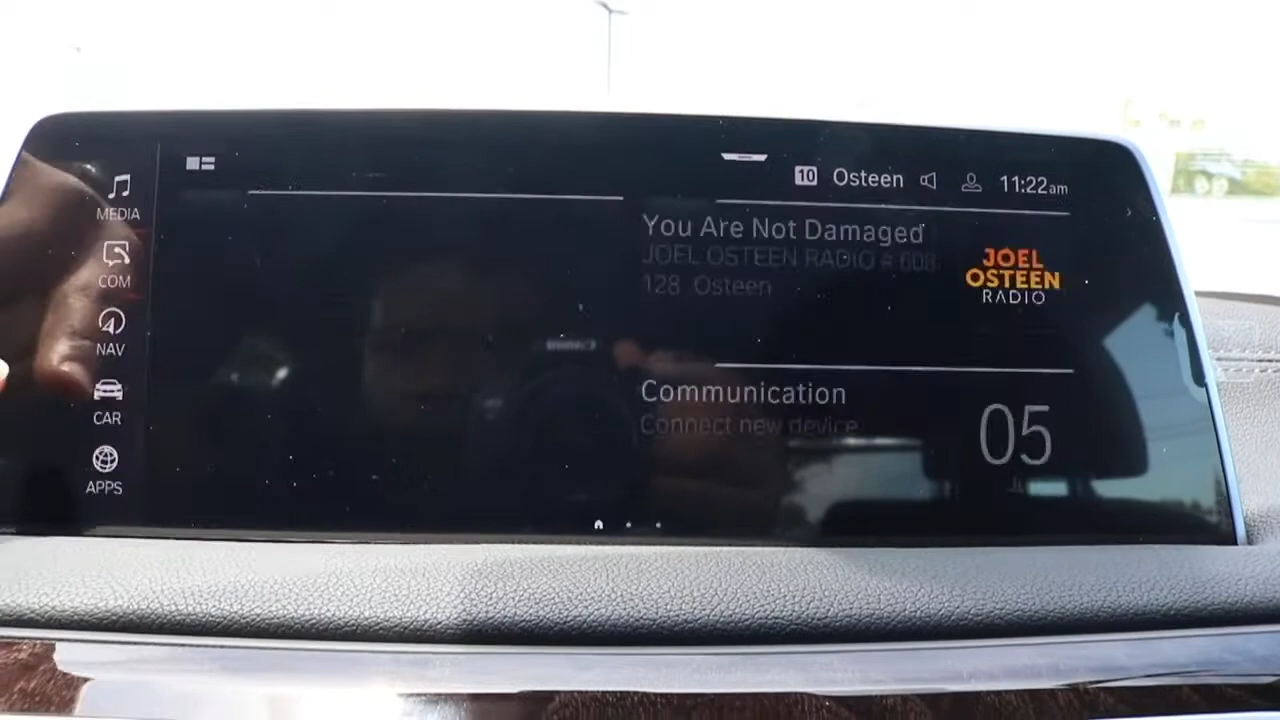 MEDIA
COM
NAV
CAR
APPS
10 Osteen 11:22am
You Are Not Damaged
JOEL OSTEEN RADIO # 608
128 Osteen
JOEL
OSTEEN
RADIO
Communication
Connect new device
05